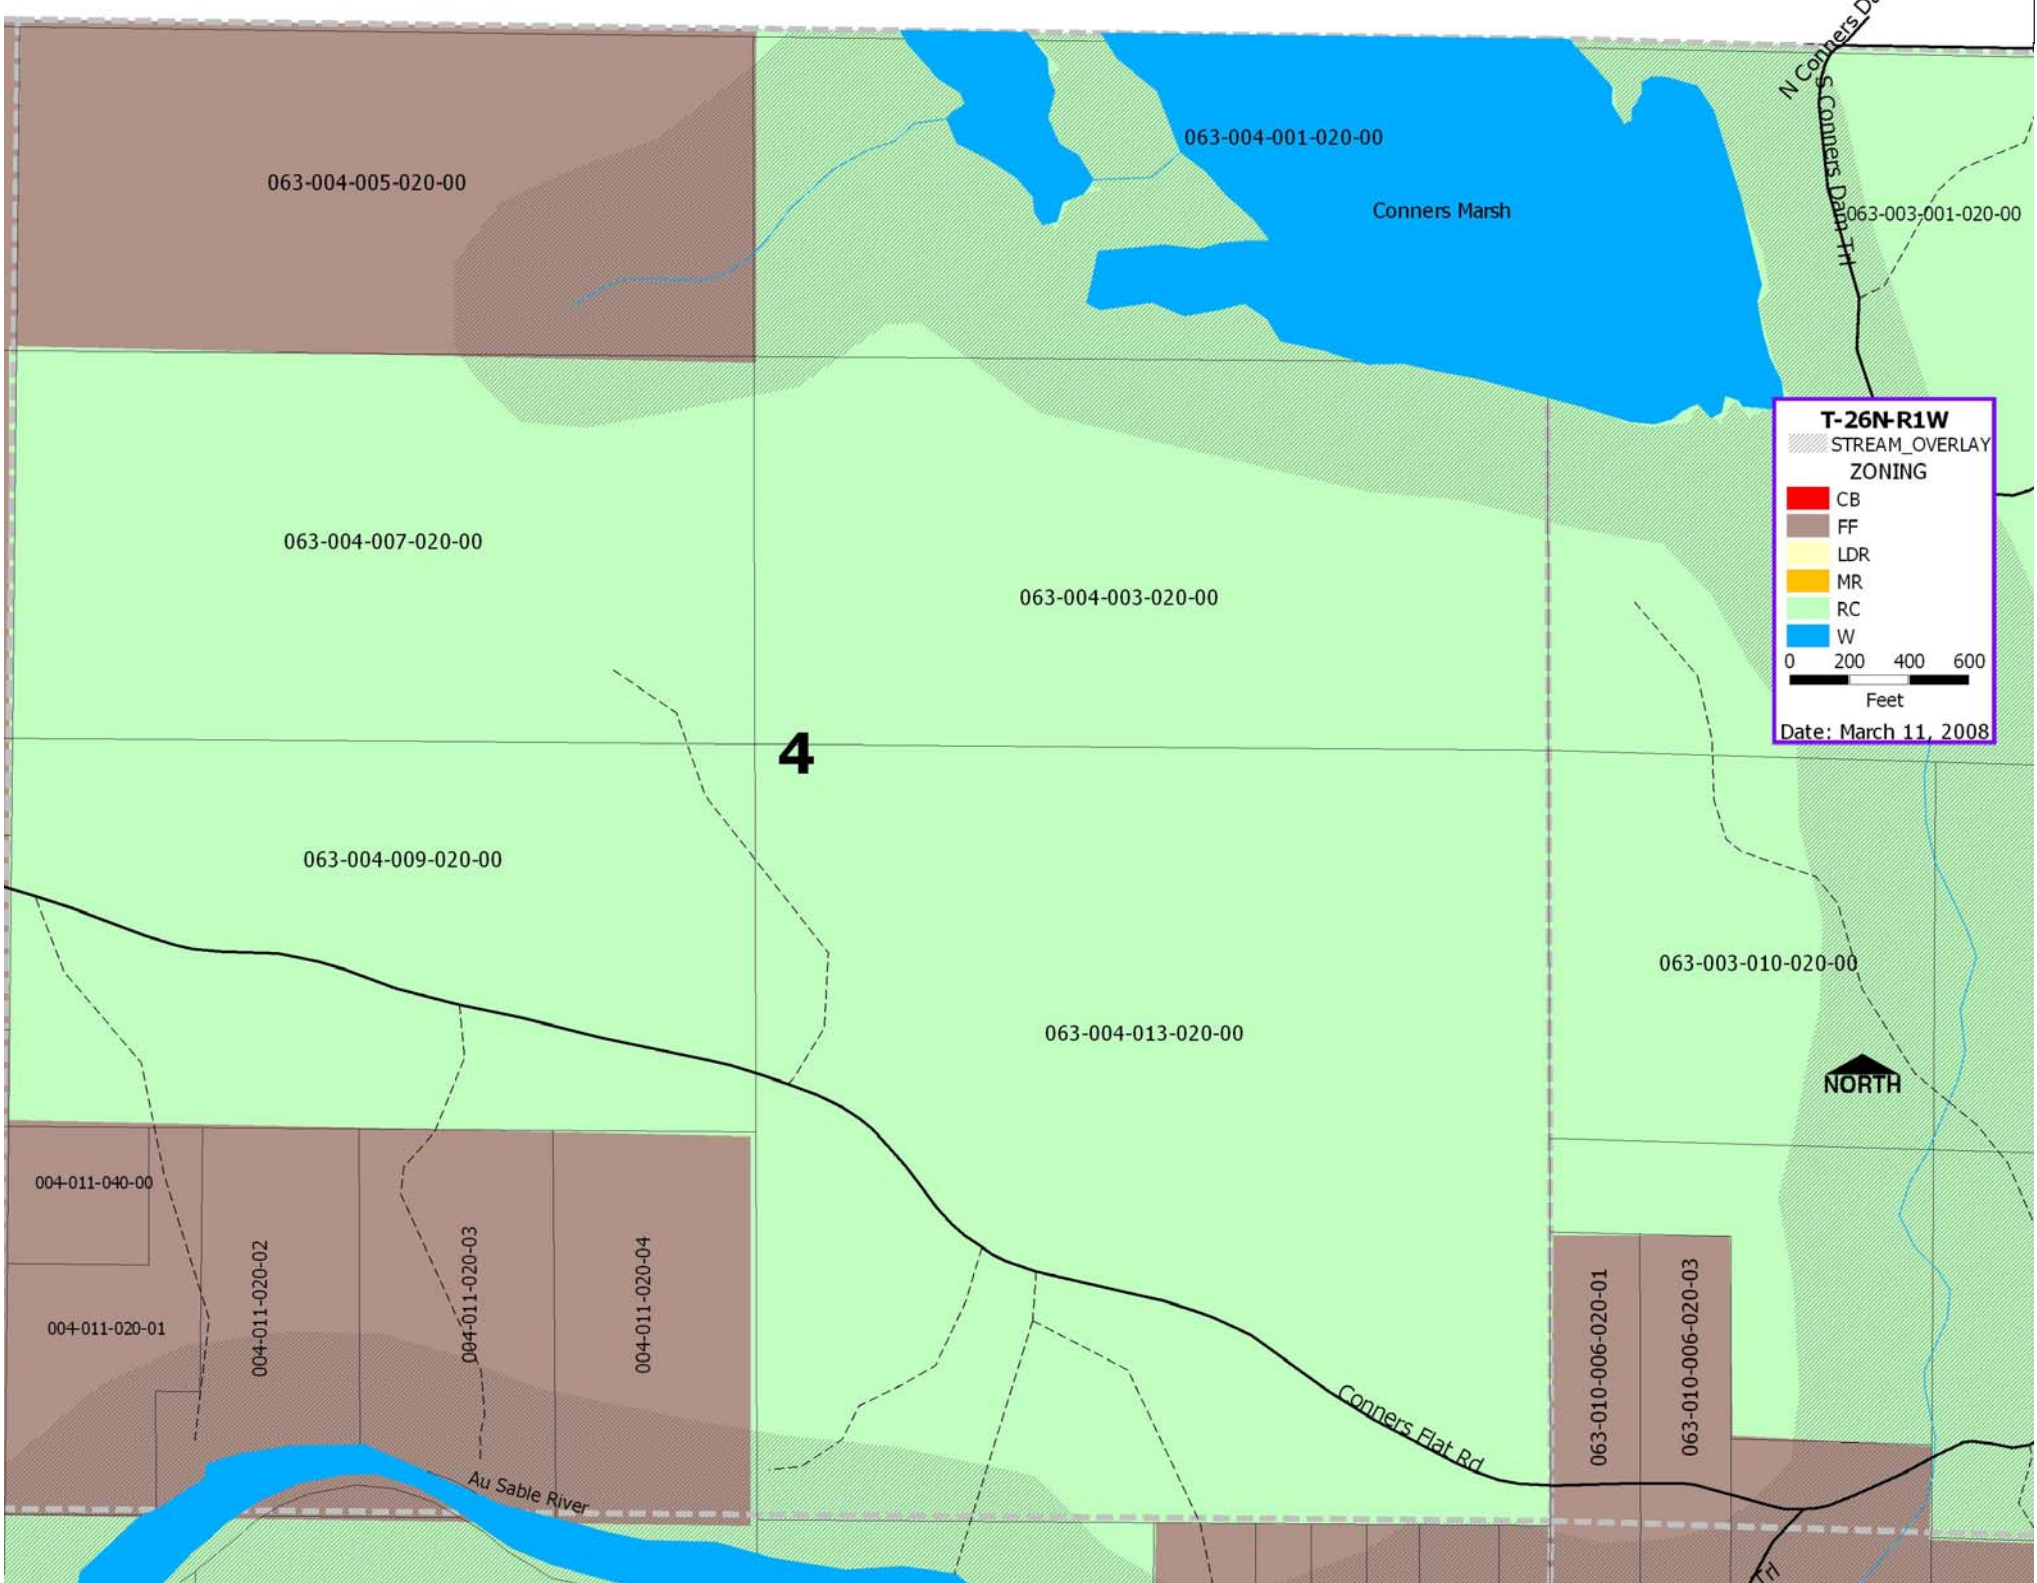 N Conners Da
S Conners Dam Trl
063-004-001-020-00
063-004-005-020-00
Conners Marsh
063-003-001-020-00
T-26N-R1W
STREAM_OVERLAY
ZONING
CB
FF
LDR
MR
RC
W
0 200 400 600
Feet
Date: March 11, 2008
063-004-007-020-00
063-004-003-020-00
4
063-004-009-020-00
063-003-010-020-00
063-004-013-020-00
NORTH
004-011-040-00
004-011-020-01
004-011-020-02
004-011-020-03
004-011-020-04
063-010-006-020-01
063-010-006-020-03
Conners Flat Rd
Au Sable River
Trl